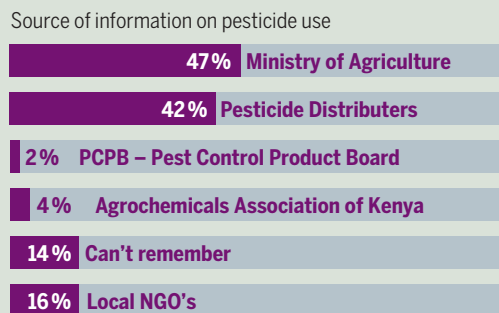 Source of information on pesticide use
47% Ministry of Agriculture
42% Pesticide Distributers
2% PCPB – Pest Control Product Board
4% Agrochemicals Association of Kenya
14% Can't remember
16% Local NGO's